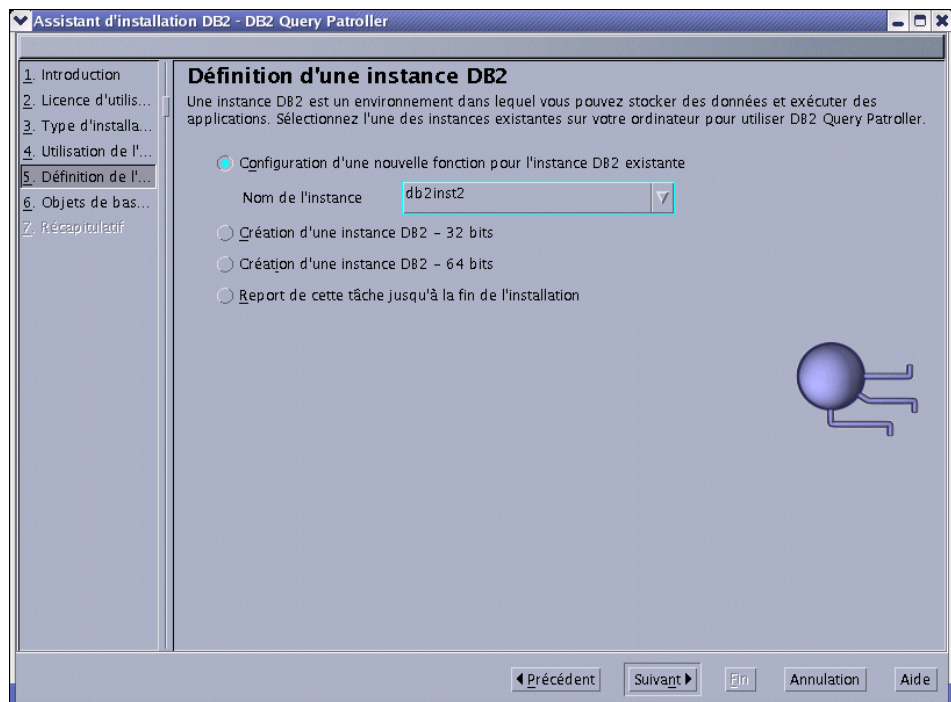 Assistant d'installation DB2 - DB2 Query Patroller
1. Introduction
2. Licence d'utilis...
3. Type d'installa...
4. Utilisation de l'...
5. Définition de l'...
6. Objets de bas...
7. Récapitulatif
Définition d'une instance DB2
Une instance DB2 est un environnement dans lequel vous pouvez stocker des données et exécuter des
applications. Sélectionnez l'une des instances existantes sur votre ordinateur pour utiliser DB2 Query Patroller.
Configuration d'une nouvelle fonction pour l'instance DB2 existante
Nom de l'instance db2inst2
Création d'une instance DB2 - 32 bits
Création d'une instance DB2 - 64 bits
Report de cette tâche jusqu'à la fin de l'installation
Précédent Suivant Fin Annulation Aide